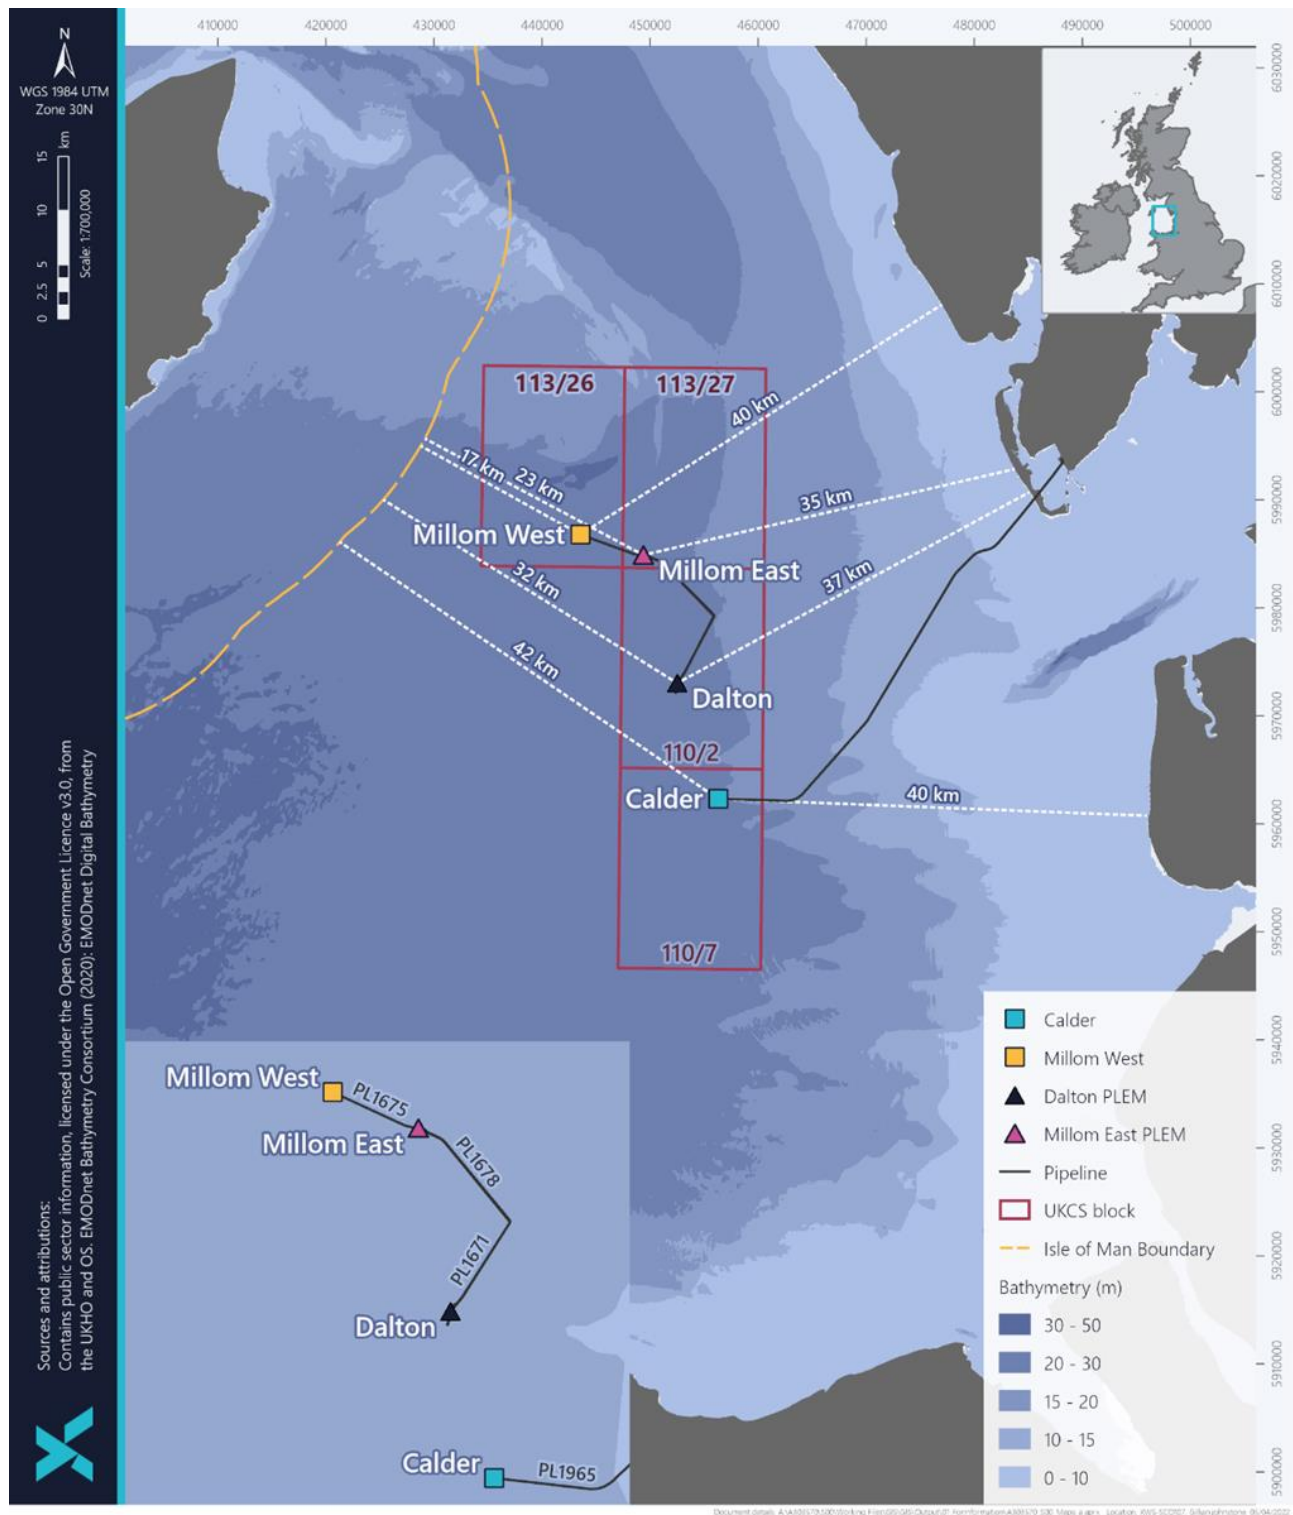 410000 420000 430000 440000 450000 460000 470000 480000 490000 500000
N
WGS 1984 UTM
Zone 30N
km
0 2.5 5 10 15
Scale: 1:700,000
6030000
6020000
6010000
6000000
5990000
5980000
5970000
5960000
5950000
5940000
5930000
5920000
5910000
5900000
113/26
113/27
40 km
17 km
23 km
35 km
Millom West
Millom East
32 km
37 km
42 km
Dalton
110/2
Calder
40 km
110/7
Millom West
PL1675
Millom East
PL1678
PL1671
Dalton
Calder
PL1965
Calder
Millom West
Dalton PLEM
Millom East PLEM
Pipeline
UKCS block
Isle of Man Boundary
Bathymetry (m)
30 - 50
20 - 30
15 - 20
10 - 15
0 - 10
Sources and attributions:
Contains public sector information, licensed under the Open Government Licence v3.0, from
the UKHO and OS. EMODnet Bathymetry Consortium (2020): EMODnet Digital Bathymetry
Document details: